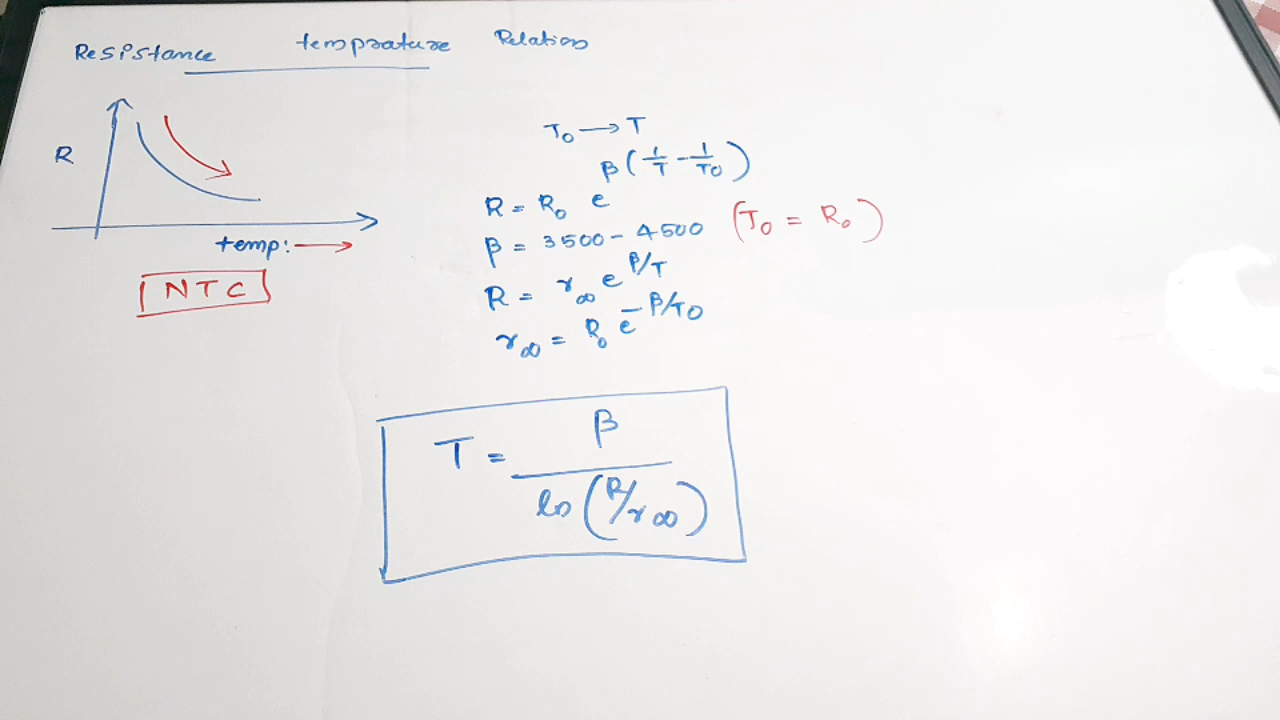 Resistance temprature Relation
R
temp:
NTC
T₀ → T
R = R₀ e^β(1/T - 1/T₀)
β = 3500 - 4500 (T₀ = R₀)
R = r∞ e^β/T
r∞ = R₀ e^-β/T₀
T = β / ln(R/r∞)